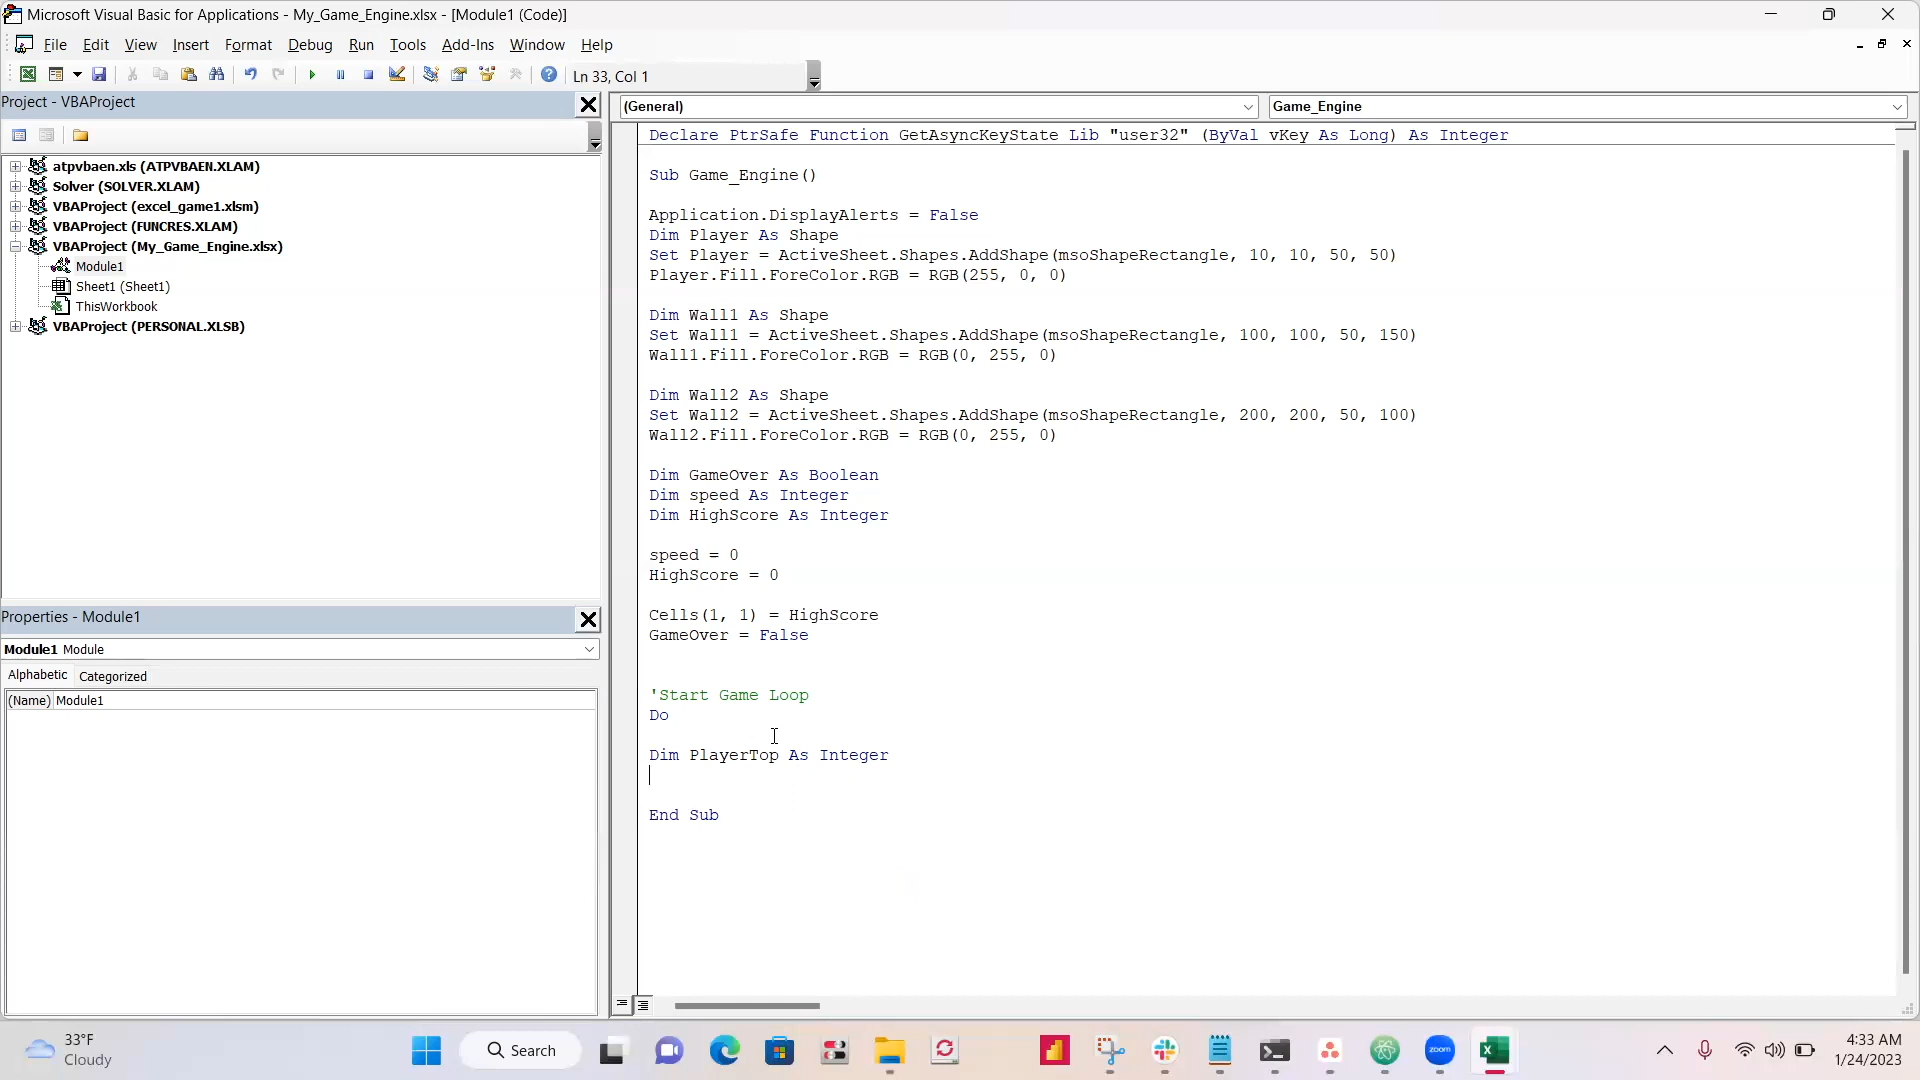 Microsoft Visual Basic for Applications - My_Game_Engine.xlsx - [Module1 (Code)]
File Edit View Insert Format Debug Run Tools Add-Ins Window Help
Ln 33, Col 1
Project - VBAProject
atpvbaen.xls (ATPVBAEN.XLAM)
Solver (SOLVER.XLAM)
VBAProject (excel_game1.xlsm)
VBAProject (FUNCRES.XLAM)
VBAProject (My_Game_Engine.xlsx)
Module1
Sheet1 (Sheet1)
ThisWorkbook
VBAProject (PERSONAL.XLSB)
Properties - Module1
Module1 Module
Alphabetic Categorized
(Name) Module1
(General) Game_Engine
Declare PtrSafe Function GetAsyncKeyState Lib "user32" (ByVal vKey As Long) As Integer
Sub Game_Engine()
Application.DisplayAlerts = False
Dim Player As Shape
Set Player = ActiveSheet.Shapes.AddShape(msoShapeRectangle, 10, 10, 50, 50)
Player.Fill.ForeColor.RGB = RGB(255, 0, 0)
Dim Wall1 As Shape
Set Wall1 = ActiveSheet.Shapes.AddShape(msoShapeRectangle, 100, 100, 50, 150)
Wall1.Fill.ForeColor.RGB = RGB(0, 255, 0)
Dim Wall2 As Shape
Set Wall2 = ActiveSheet.Shapes.AddShape(msoShapeRectangle, 200, 200, 50, 100)
Wall2.Fill.ForeColor.RGB = RGB(0, 255, 0)
Dim GameOver As Boolean
Dim speed As Integer
Dim HighScore As Integer
speed = 0
HighScore = 0
Cells(1, 1) = HighScore
GameOver = False
'Start Game Loop
Do
Dim PlayerTop As Integer
End Sub
33°F
Cloudy
Search
zoom
4:33 AM
1/24/2023